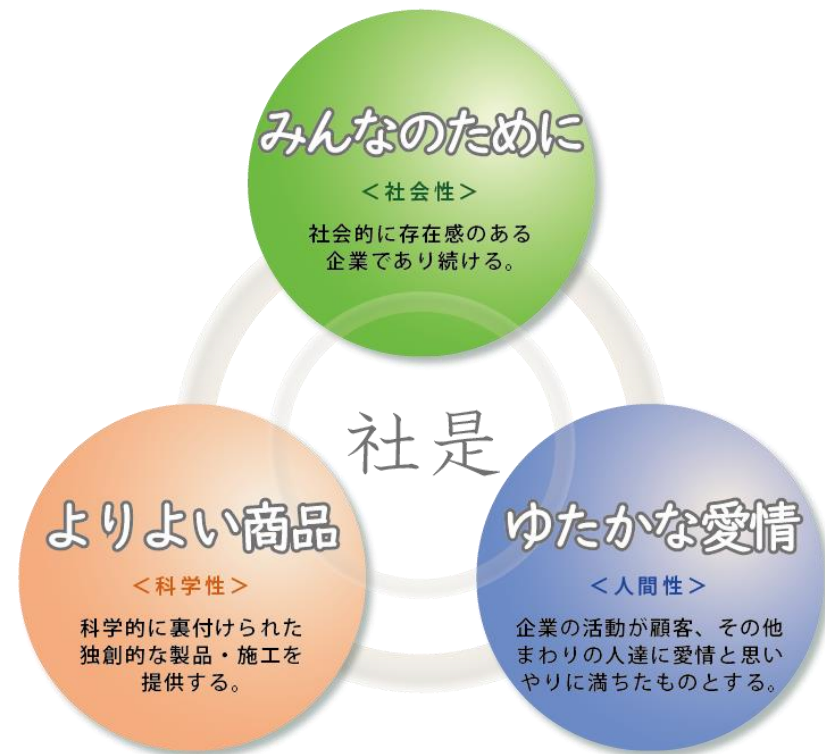 みんなのために
＜社会性＞
社会的に存在感のある
企業であり続ける。
社是
よりよい商品
＜科学性＞
科学的に裏付けられた
独創的な製品・施工を
提供する。
ゆたかな愛情
＜人間性＞
企業の活動が顧客、その他
まわりの人達に愛情と思い
やりに満ちたものとする。